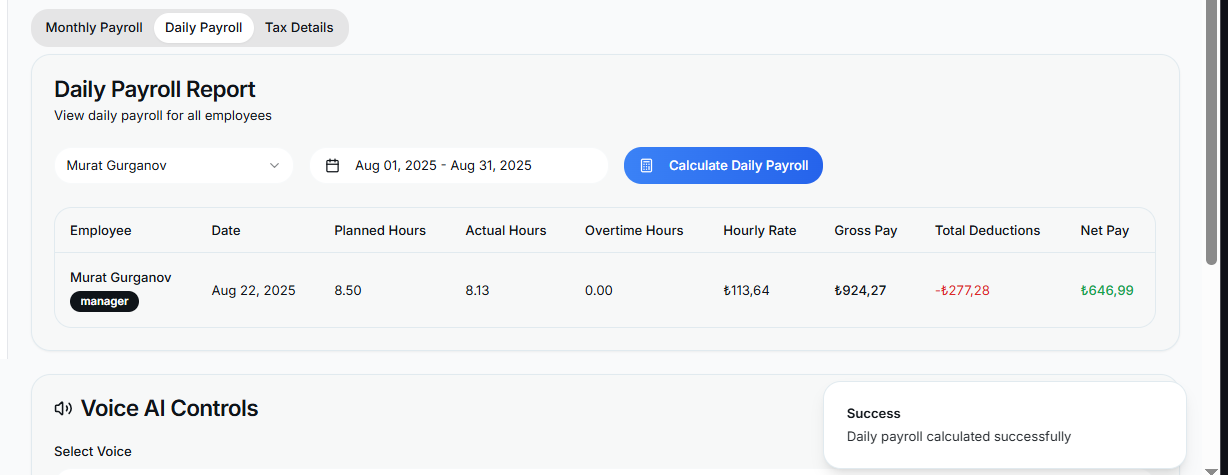 Monthly Payroll Daily Payroll Tax Details
Daily Payroll Report
View daily payroll for all employees
Murat Gurganov Aug 01, 2025 - Aug 31, 2025 Calculate Daily Payroll
Employee Date Planned Hours Actual Hours Overtime Hours Hourly Rate Gross Pay Total Deductions Net Pay
Murat Gurganov
manager
Aug 22, 2025 8.50 8.13 0.00 ₺113,64 ₺924,27 -₺277,28 ₺646,99
Voice AI Controls
Select Voice
Success
Daily payroll calculated successfully